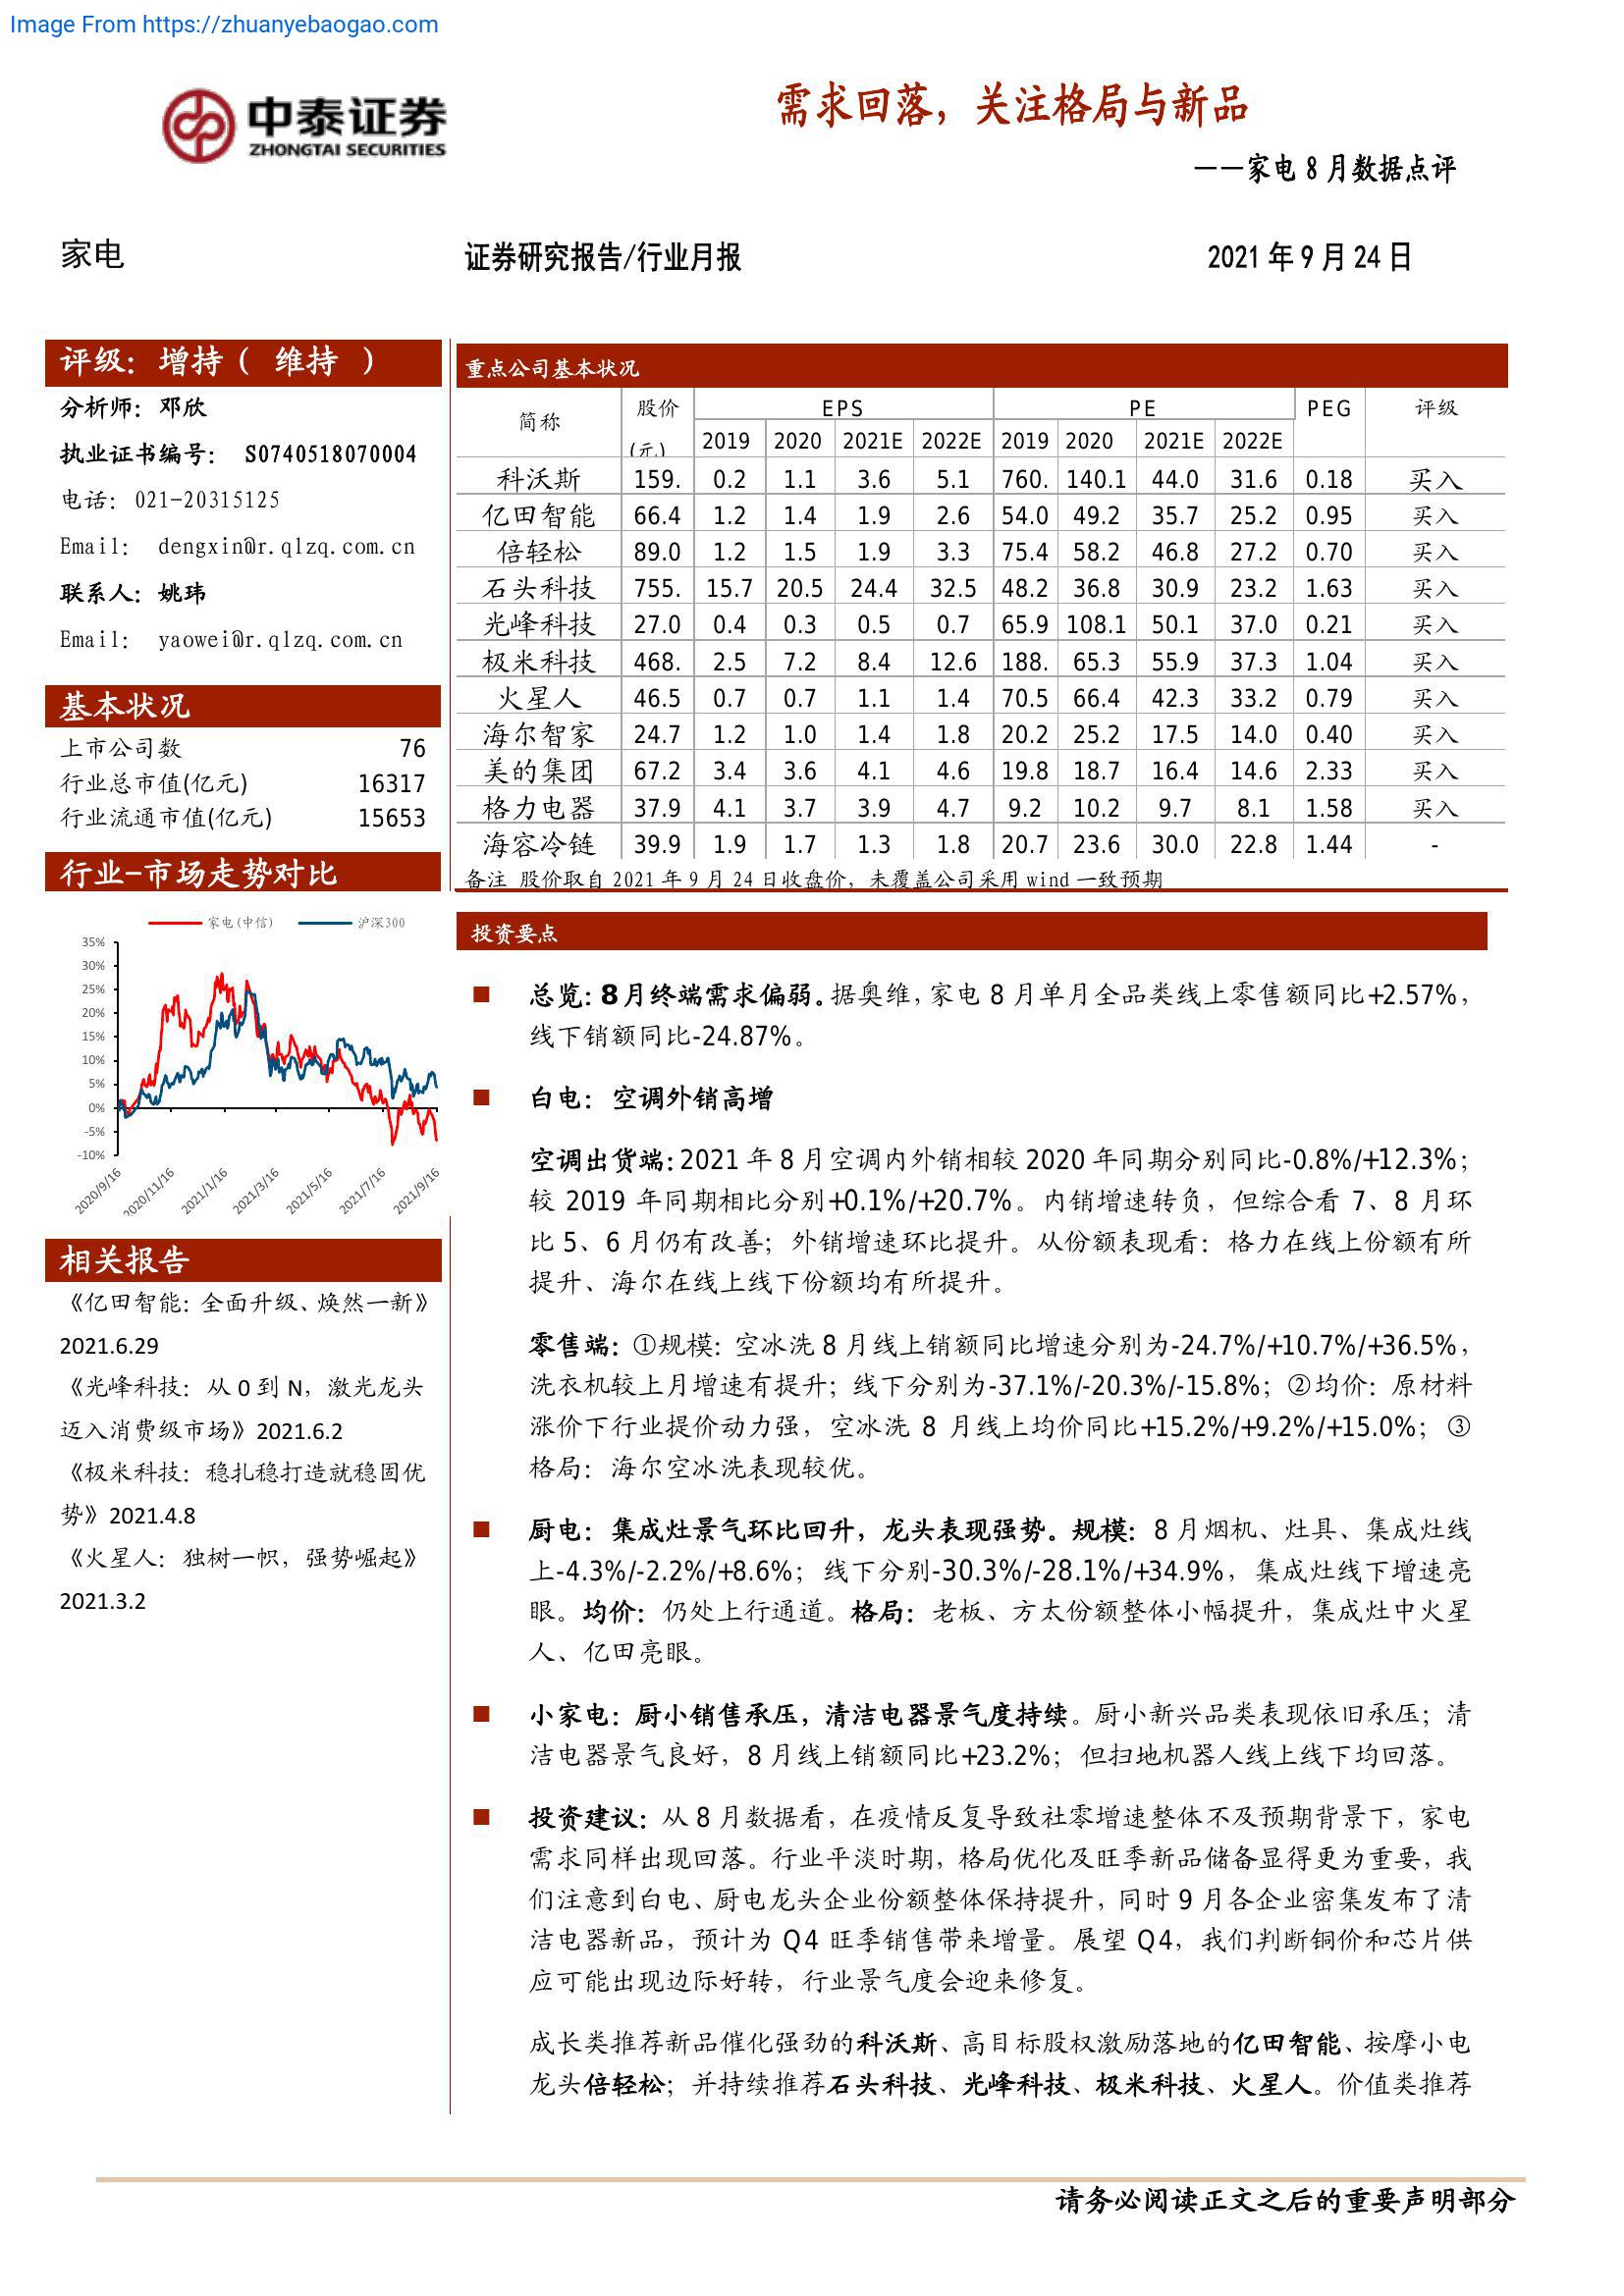 Image From https://zhuanyebaogao.com
中泰证券
ZHONGTAI SECURITIES
需求回落，关注格局与新品
——家电 8 月数据点评
家电
证券研究报告/行业月报
2021 年 9 月 24 日
评级：增持（ 维持 ）
分析师：邓欣
执业证书编号： S0740518070004
电话：021-20315125
Email： dengxin@r.qlzq.com.cn
联系人：姚玮
Email： yaowei@r.qlzq.com.cn
基本状况
上市公司数 76
行业总市值(亿元) 16317
行业流通市值(亿元) 15653
行业-市场走势对比
家电(中信) 沪深300
35%
30%
25%
20%
15%
10%
5%
0%
-5%
-10%
2020/9/16 2020/11/16 2021/1/16 2021/3/16 2021/5/16 2021/7/16 2021/9/16
相关报告
《亿田智能：全面升级、焕然一新》
2021.6.29
《光峰科技：从 0 到 N，激光龙头
迈入消费级市场》2021.6.2
《极米科技：稳扎稳打造就稳固优
势》2021.4.8
《火星人：独树一帜，强势崛起》
2021.3.2
重点公司基本状况
简称 股价 EPS PE PEG 评级
(元) 2019 2020 2021E 2022E 2019 2020 2021E 2022E
科沃斯 159. 0.2 1.1 3.6 5.1 760. 140.1 44.0 31.6 0.18 买入
亿田智能 66.4 1.2 1.4 1.9 2.6 54.0 49.2 35.7 25.2 0.95 买入
倍轻松 89.0 1.2 1.5 1.9 3.3 75.4 58.2 46.8 27.2 0.70 买入
石头科技 755. 15.7 20.5 24.4 32.5 48.2 36.8 30.9 23.2 1.63 买入
光峰科技 27.0 0.4 0.3 0.5 0.7 65.9 108.1 50.1 37.0 0.21 买入
极米科技 468. 2.5 7.2 8.4 12.6 188. 65.3 55.9 37.3 1.04 买入
火星人 46.5 0.7 0.7 1.1 1.4 70.5 66.4 42.3 33.2 0.79 买入
海尔智家 24.7 1.2 1.0 1.4 1.8 20.2 25.2 17.5 14.0 0.40 买入
美的集团 67.2 3.4 3.6 4.1 4.6 19.8 18.7 16.4 14.6 2.33 买入
格力电器 37.9 4.1 3.7 3.9 4.7 9.2 10.2 9.7 8.1 1.58 买入
海容冷链 39.9 1.9 1.7 1.3 1.8 20.7 23.6 30.0 22.8 1.44 -
备注 股价取自 2021 年 9 月 24 日收盘价，未覆盖公司采用 wind 一致预期
投资要点
■ 总览：8月终端需求偏弱。据奥维，家电 8 月单月全品类线上零售额同比+2.57%，
线下销额同比-24.87%。
■ 白电：空调外销高增
空调出货端：2021 年 8 月空调内外销相较 2020 年同期分别同比-0.8%/+12.3%；
较 2019 年同期相比分别+0.1%/+20.7%。内销增速转负，但综合看 7、8 月环
比 5、6 月仍有改善；外销增速环比提升。从份额表现看：格力在线上份额有所
提升、海尔在线上线下份额均有所提升。
零售端：①规模：空冰洗 8 月线上销额同比增速分别为-24.7%/+10.7%/+36.5%，
洗衣机较上月增速有提升；线下分别为-37.1%/-20.3%/-15.8%；②均价：原材料
涨价下行业提价动力强，空冰洗 8 月线上均价同比+15.2%/+9.2%/+15.0%；③
格局：海尔空冰洗表现较优。
■ 厨电：集成灶景气环比回升，龙头表现强势。规模：8 月烟机、灶具、集成灶线
上-4.3%/-2.2%/+8.6%；线下分别-30.3%/-28.1%/+34.9%，集成灶线下增速亮
眼。均价：仍处上行通道。格局：老板、方太份额整体小幅提升，集成灶中火星
人、亿田亮眼。
■ 小家电：厨小销售承压，清洁电器景气度持续。厨小新兴品类表现依旧承压；清
洁电器景气良好，8 月线上销额同比+23.2%；但扫地机器人线上线下均回落。
■ 投资建议：从 8 月数据看，在疫情反复导致社零增速整体不及预期背景下，家电
需求同样出现回落。行业平淡时期，格局优化及旺季新品储备显得更为重要，我
们注意到白电、厨电龙头企业份额整体保持提升，同时 9 月各企业密集发布了清
洁电器新品，预计为 Q4 旺季销售带来增量。展望 Q4，我们判断铜价和芯片供
应可能出现边际好转，行业景气度会迎来修复。
成长类推荐新品催化强劲的科沃斯、高目标股权激励落地的亿田智能、按摩小电
龙头倍轻松；并持续推荐石头科技、光峰科技、极米科技、火星人。价值类推荐
请务必阅读正文之后的重要声明部分